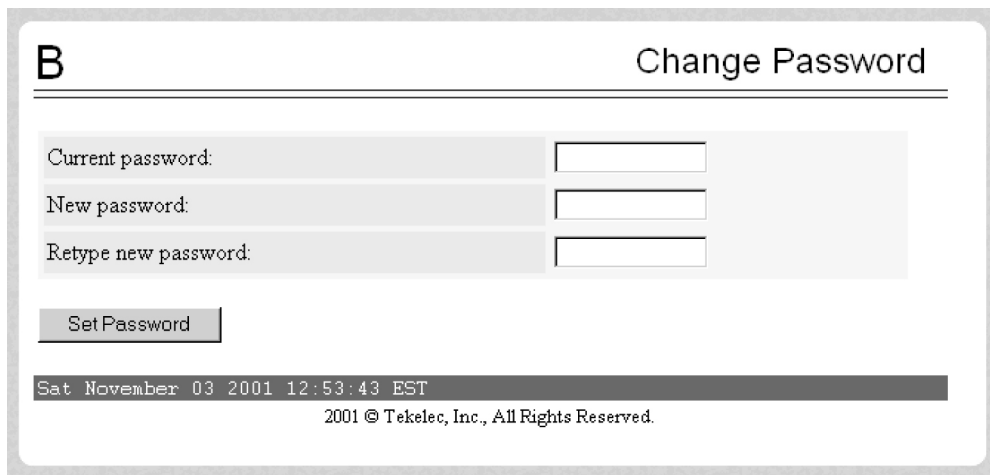 B Change Password
Current password:
New password:
Retype new password:
Set Password
Sat November 03 2001 12:53:43 EST
2001 © Tekelec, Inc., All Rights Reserved.